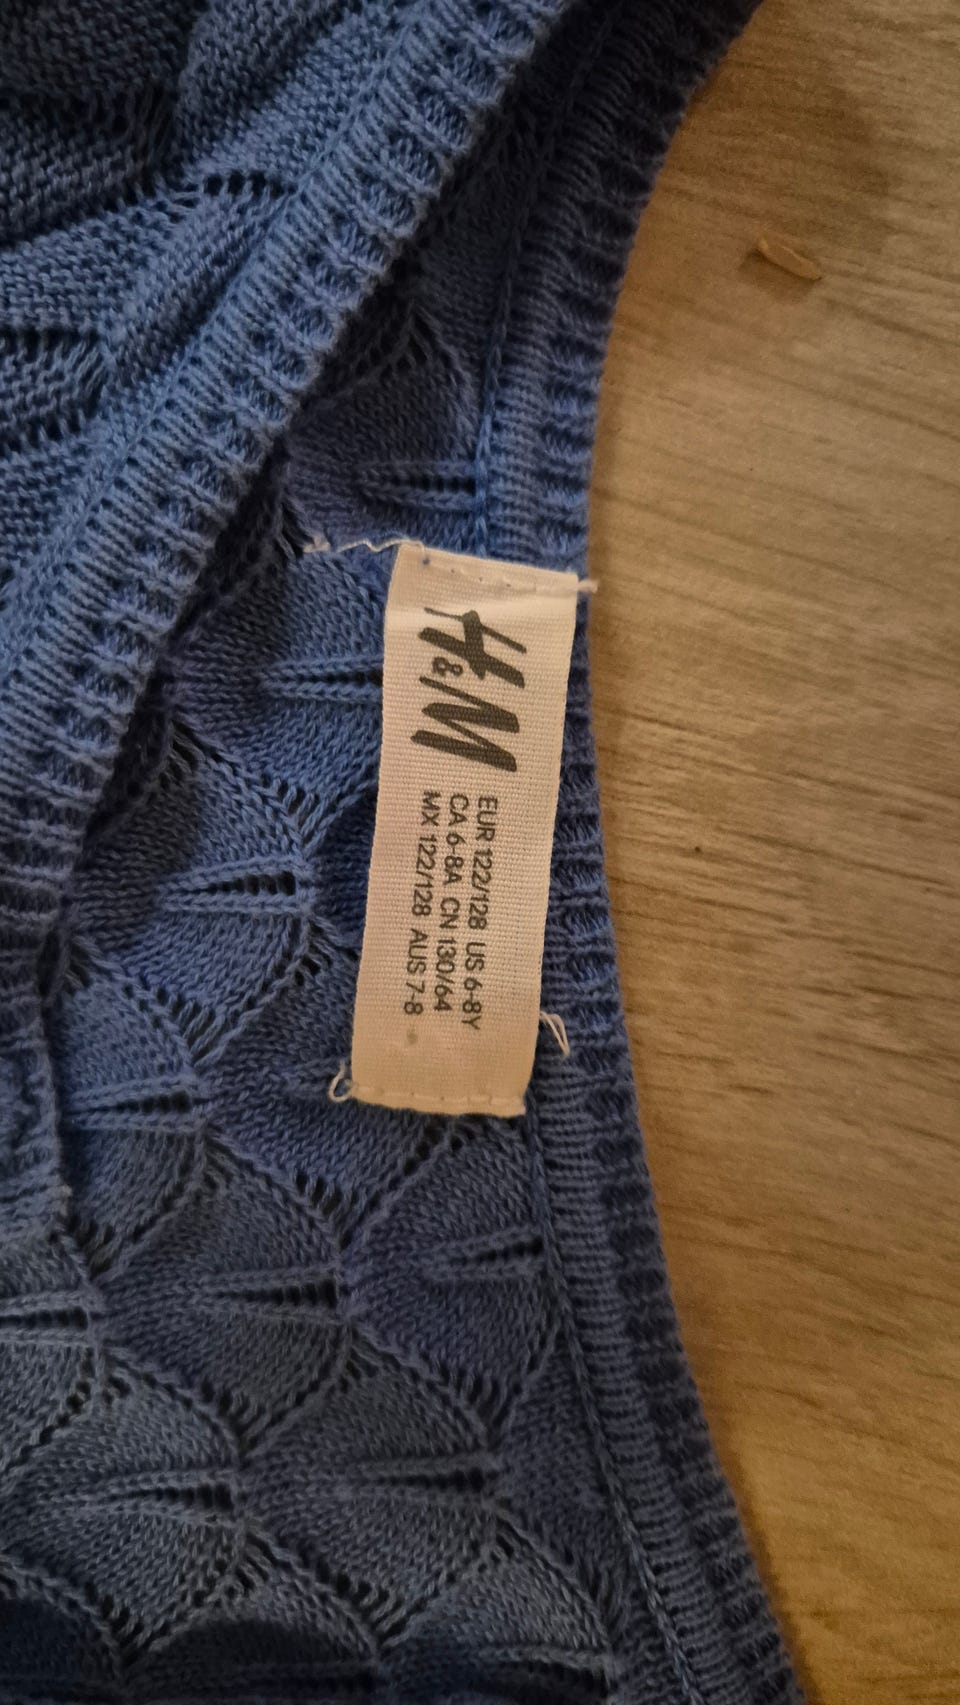 H&M
EUR 122/128 US 6-8Y
CA 6-8A CN 130/64
MX 122/128 AUS 7-8